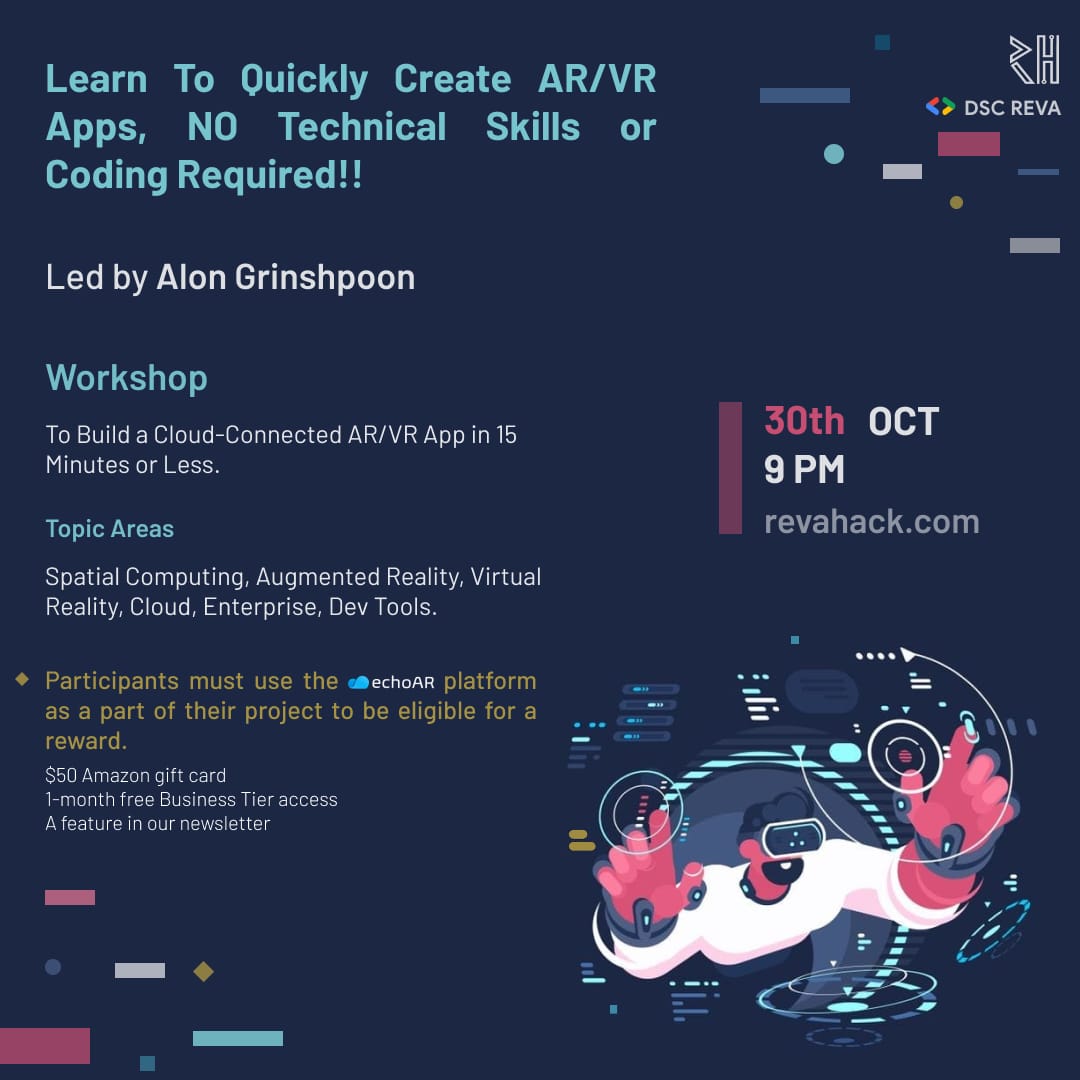 Learn To Quickly Create AR/VR
Apps, NO Technical Skills or
Coding Required!!
RH
DSC REVA
Led by Alon Grinshpoon
Workshop
To Build a Cloud-Connected AR/VR App in 15
Minutes or Less.
30th OCT
9 PM
revahack.com
Topic Areas
Spatial Computing, Augmented Reality, Virtual
Reality, Cloud, Enterprise, Dev Tools.
Participants must use the echoAR platform
as a part of their project to be eligible for a
reward.
$50 Amazon gift card
1-month free Business Tier access
A feature in our newsletter